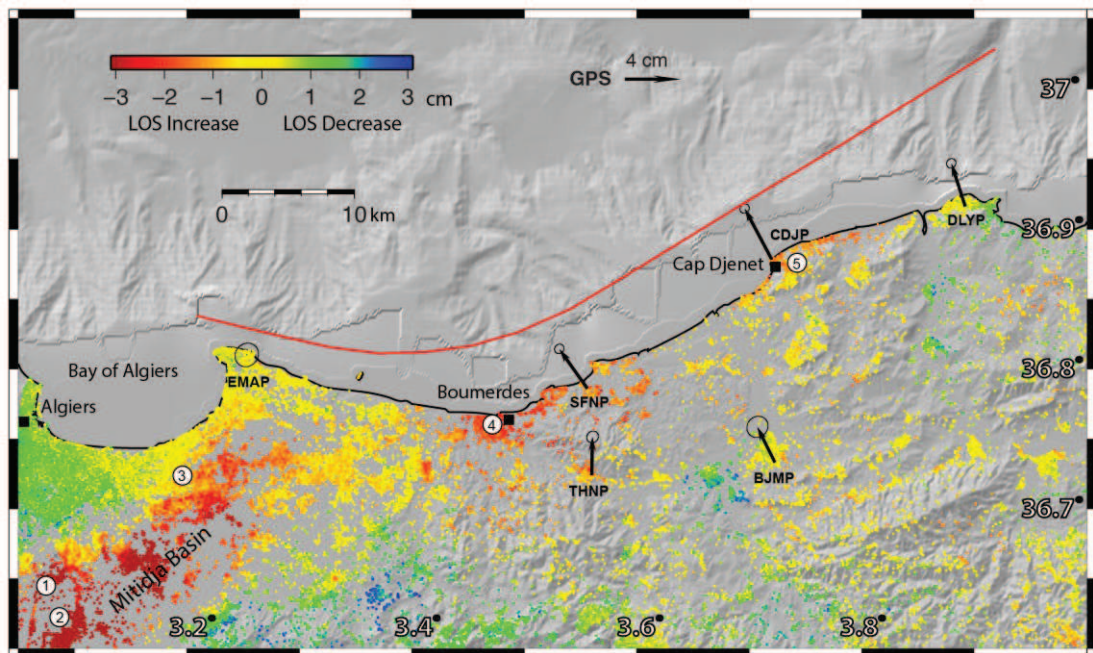 4 cm
GPS
37°
−3 −2 −1 0 1 2 3 cm
LOS Increase LOS Decrease
0 10 km
36.9°
DLYP
CDJP
Cap Djenet 5
Bay of Algiers
36.8°
EMAP
Boumerdes
SFNP
Algiers
4
3
BJMP
THNP
36.7°
Mitidja Basin
1
2
3.2° 3.4° 3.6° 3.8°